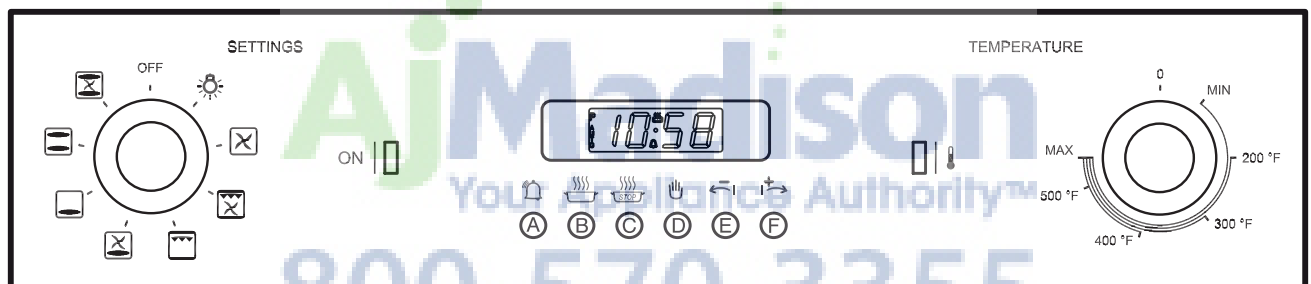 AjMadison
SETTINGS
TEMPERATURE
OFF
0
MIN
10:58
ON
MAX
200 °F
Your Appliance Authority™
STOP
500 °F
300 °F
400 °F
A B C D E F
800 570 3355